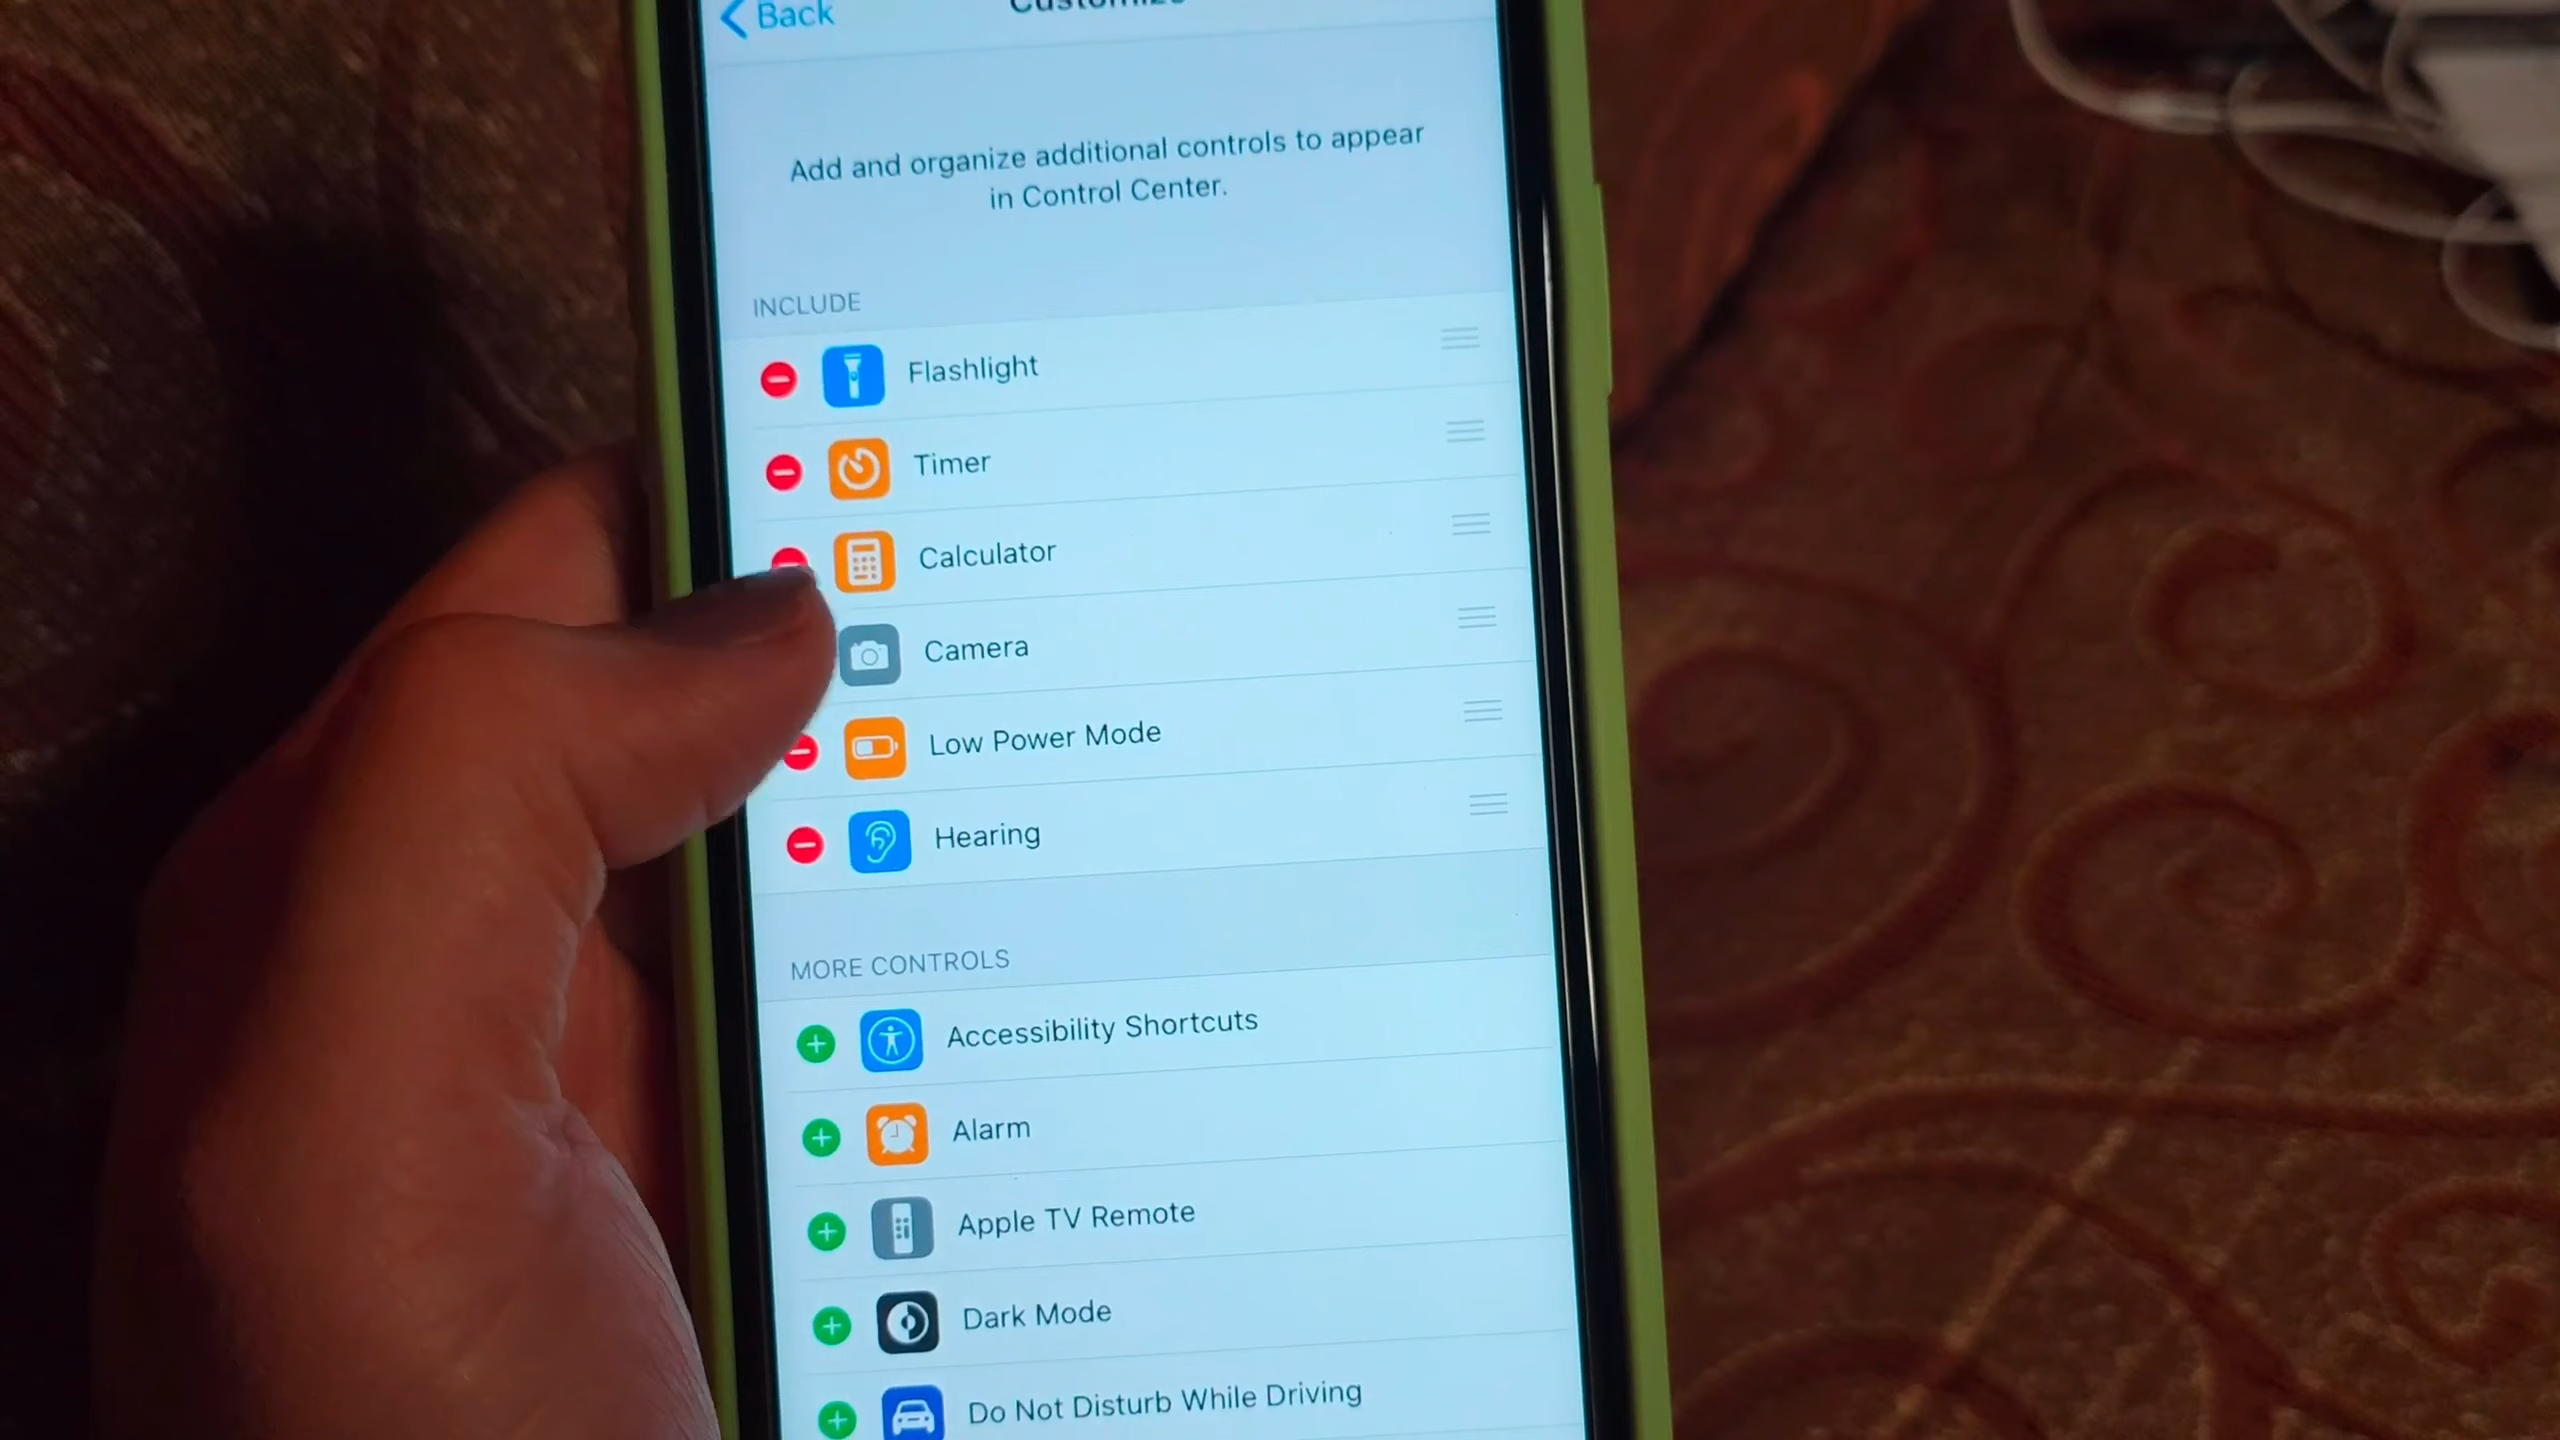 Back
Customize
Add and organize additional controls to appear
in Control Center.
INCLUDE
Flashlight
Timer
Calculator
Camera
Low Power Mode
Hearing
MORE CONTROLS
Accessibility Shortcuts
Alarm
Apple TV Remote
Dark Mode
Do Not Disturb While Driving